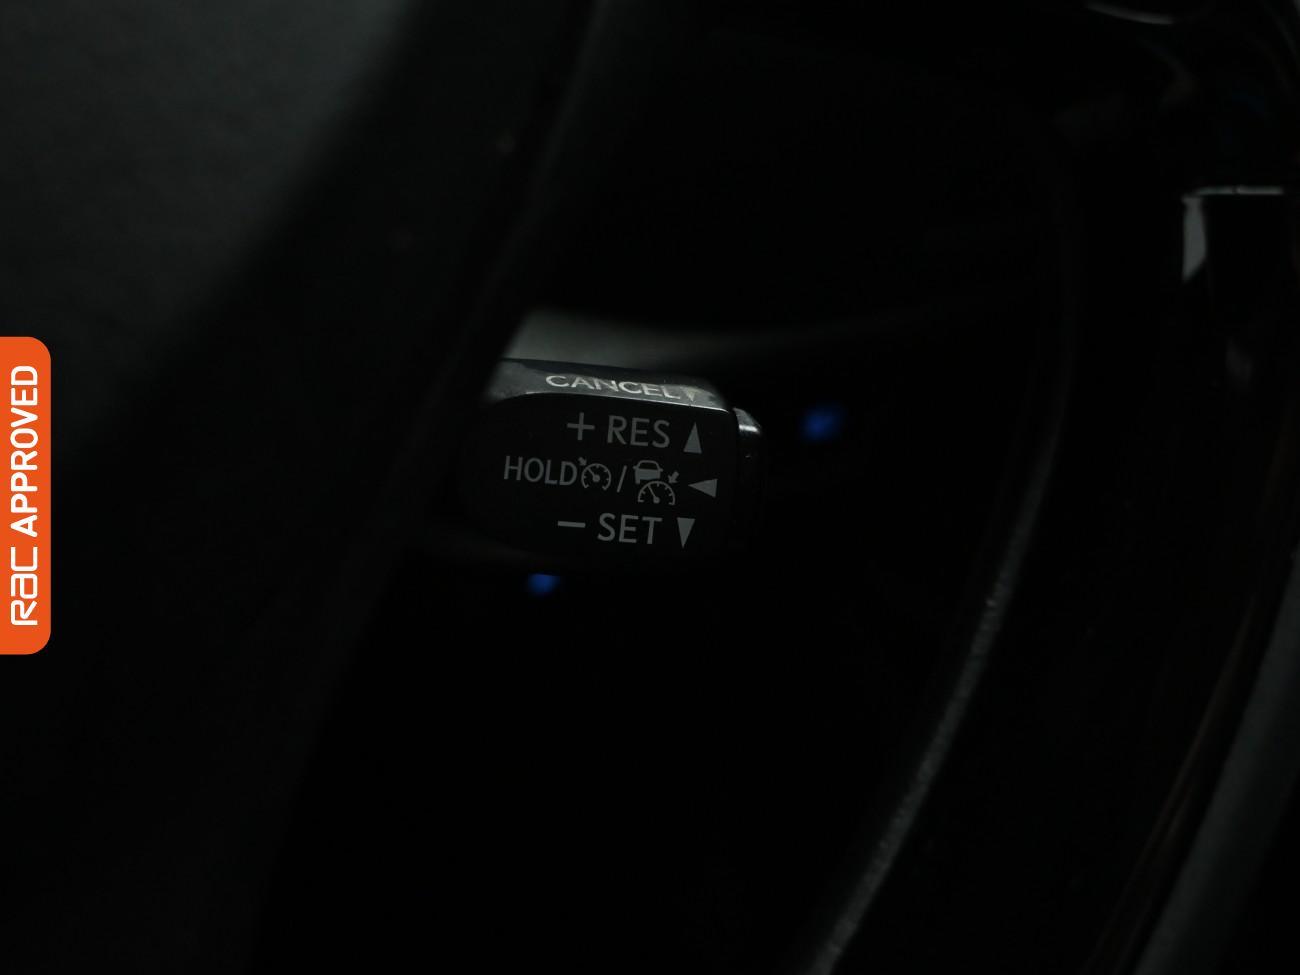 CANCEL
+ RES ▲
HOLD / ◄
- SET ▼
RAC APPROVED